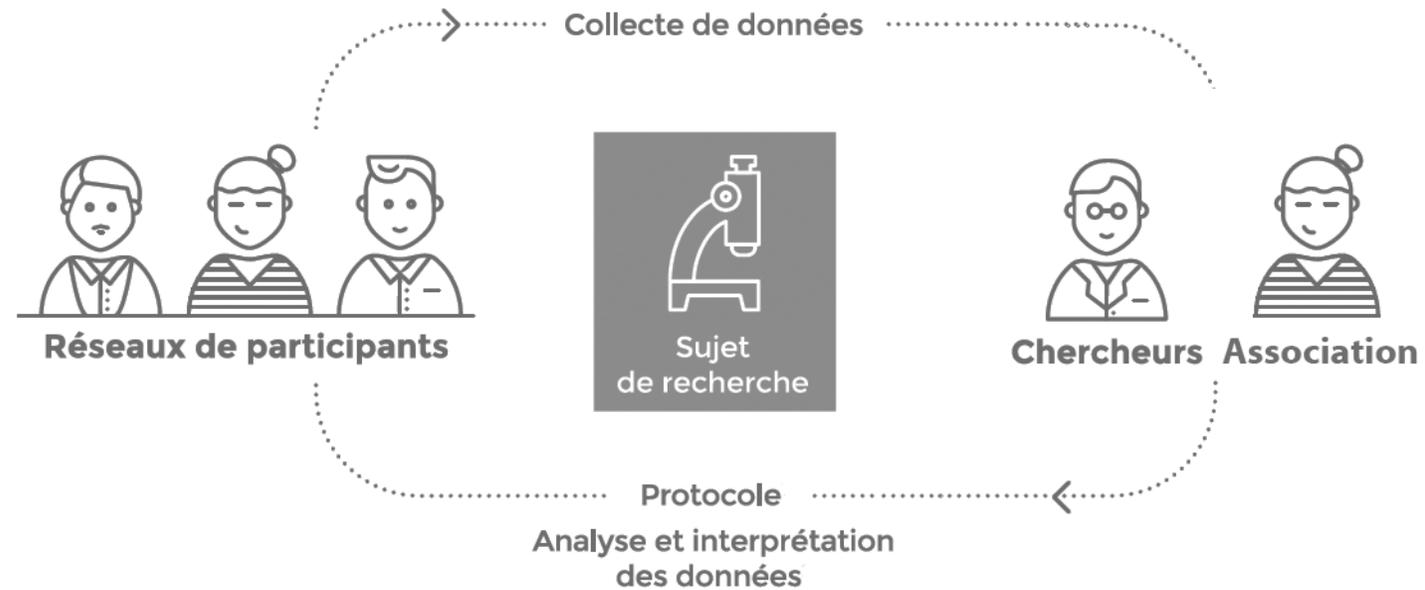 Collecte de données
Réseaux de participants
Sujet
de recherche
Chercheurs
Association
Protocole
Analyse et interprétation
des données